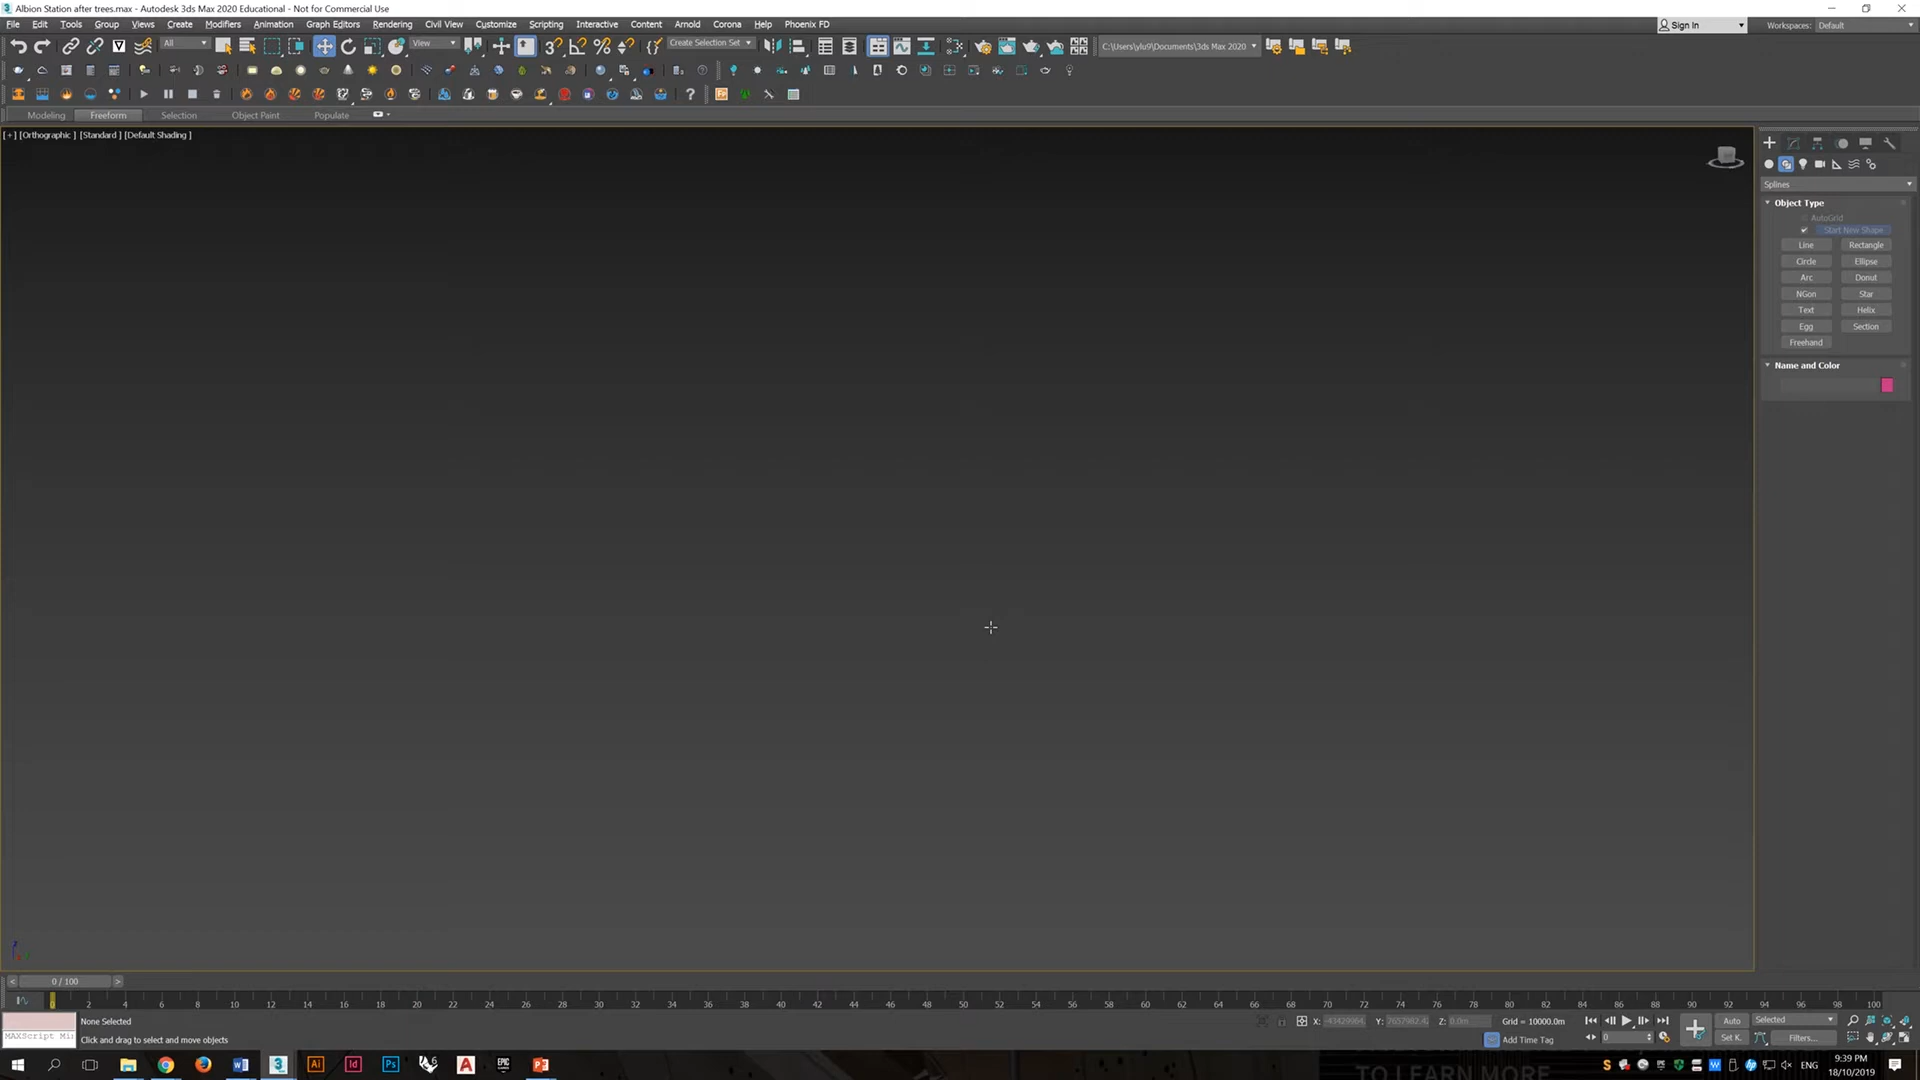 Albion Station after trees.max - Autodesk 3ds Max 2020 Educational - Not for Commercial Use
File Edit Tools Group Views Create Modifiers Animation Graph Editors Rendering Civil View Customize Scripting Interactive Content Arnold Corona Help Phoenix FD
Sign In
Workspaces: Default
All
View
Create Selection Set
C:\Users\ylu9\Documents\3ds Max 2020
Modeling Freeform Selection Object Paint Populate
[+] [Orthographic ] [Standard ] [Default Shading ]
Splines
Object Type
AutoGrid
Start New Shape
Line Rectangle
Circle Ellipse
Arc Donut
NGon Star
Text Helix
Egg Section
Freehand
Name and Color
< 0 / 100 >
0 2 4 6 8 10 12 14 16 18 20 22 24 26 28 30 32 34 36 38 40 42 44 46 48 50 52 54 56 58 60 62 64 66 68 70 72 74 76 78 80 82 84 86 88 90 92 94 96 98 100
None Selected
X: Y: Z: 0.0m Grid = 10000.0m
Auto Selected
MAXScript Mi:
Click and drag to select and move objects
Add Time Tag
0
Set K. Filters...
ENG
9:39 PM
18/10/2019
TO LEARN MORE